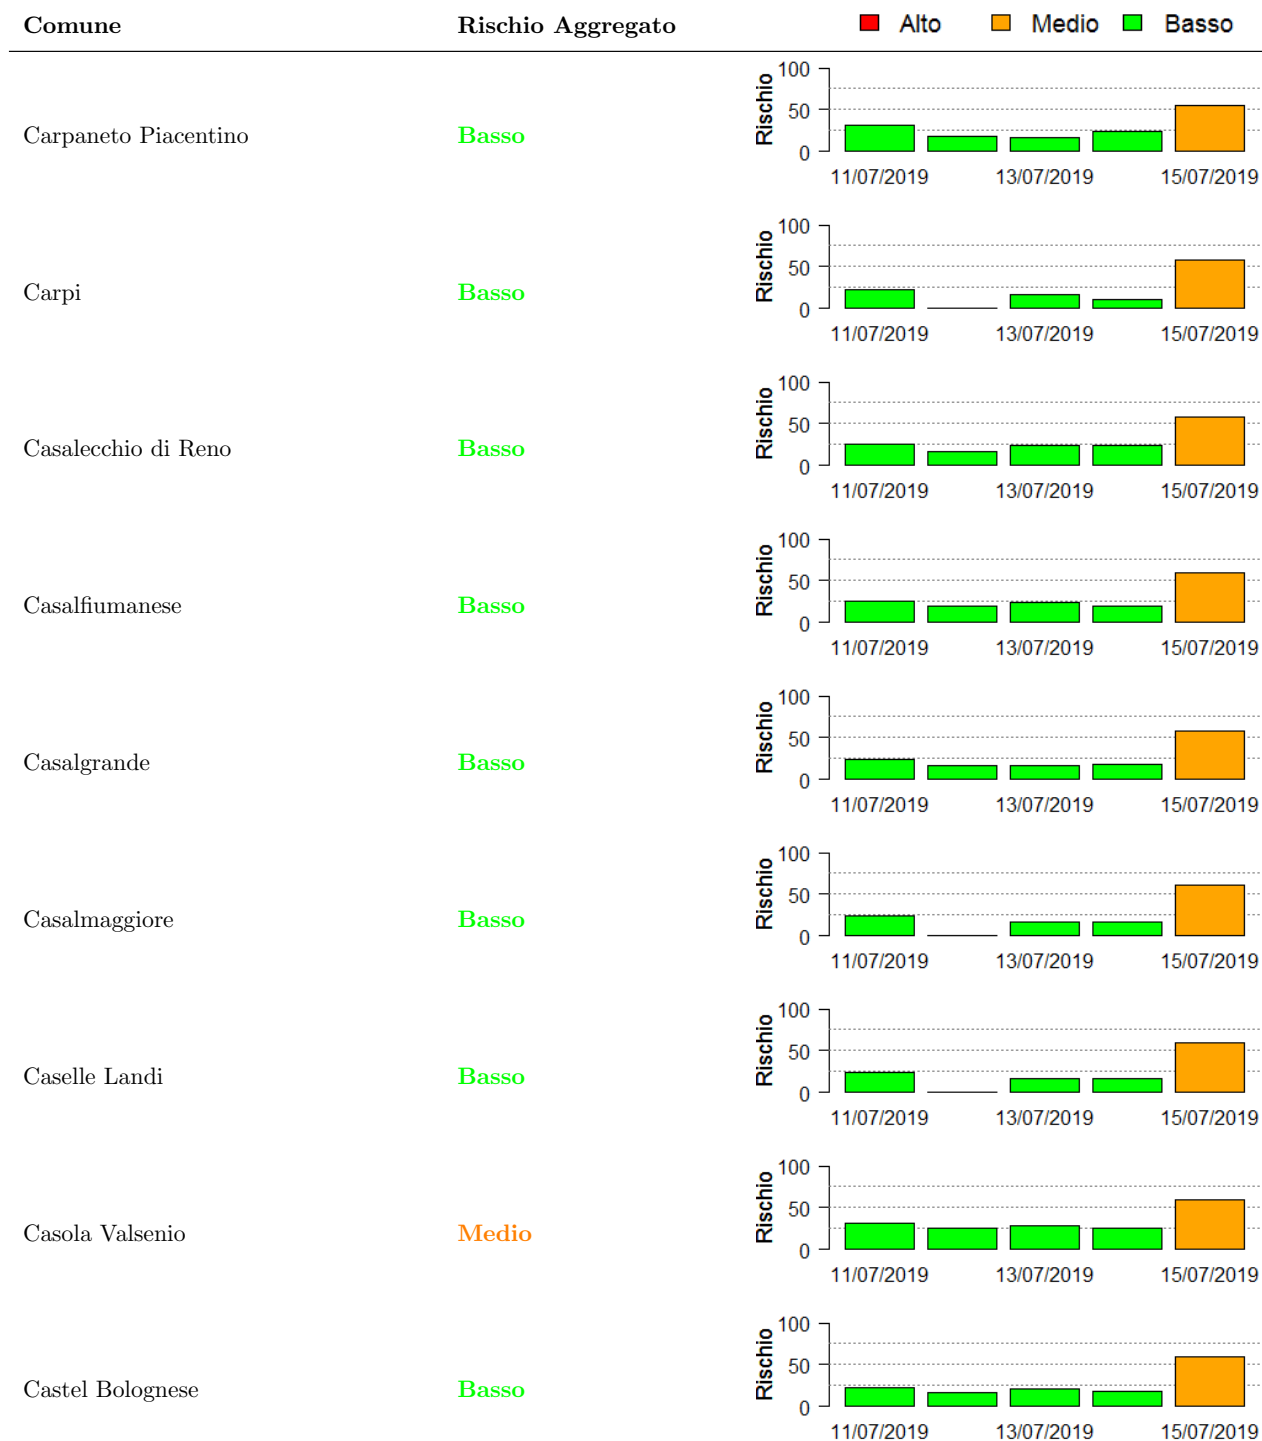 Comune Rischio Aggregato Alto Medio Basso
100
50
0
Rischio
Carpaneto Piacentino Basso
11/07/2019 13/07/2019 15/07/2019
100
50
0
Rischio
Carpi Basso
11/07/2019 13/07/2019 15/07/2019
100
50
0
Rischio
Casalecchio di Reno Basso
11/07/2019 13/07/2019 15/07/2019
100
50
0
Rischio
Casalfiumanese Basso
11/07/2019 13/07/2019 15/07/2019
100
50
0
Rischio
Casalgrande Basso
11/07/2019 13/07/2019 15/07/2019
100
50
0
Rischio
Casalmaggiore Basso
11/07/2019 13/07/2019 15/07/2019
100
50
0
Rischio
Caselle Landi Basso
11/07/2019 13/07/2019 15/07/2019
100
50
0
Rischio
Casola Valsenio Medio
11/07/2019 13/07/2019 15/07/2019
100
50
0
Rischio
Castel Bolognese Basso
11/07/2019 13/07/2019 15/07/2019